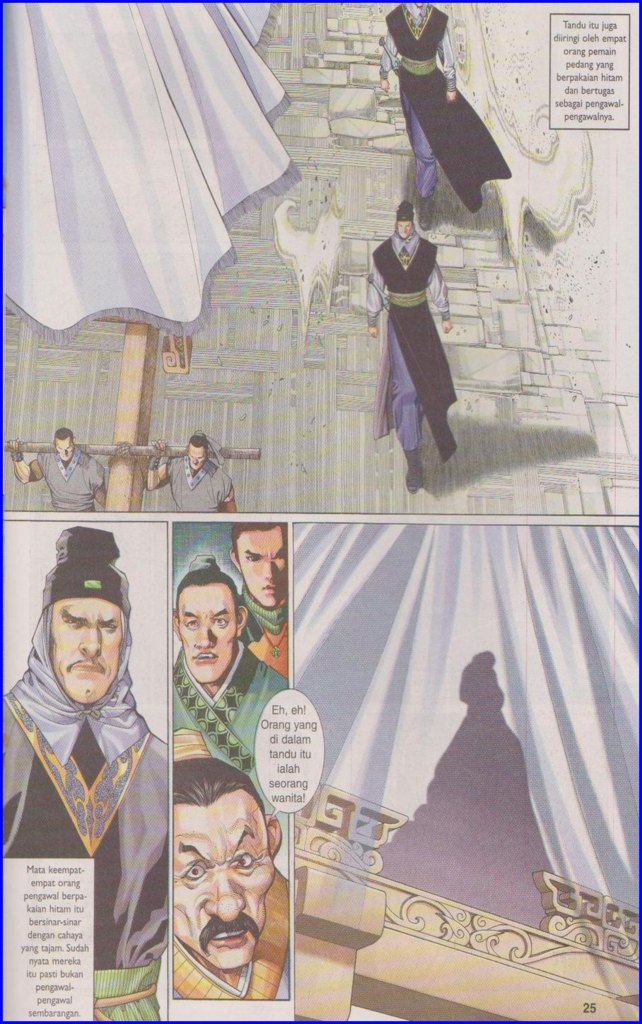 Tandu itu juga
diiringi oleh empat
orang pemain
pedang yang
berpakaian hitam
dan bertugas
sebagai pengawal-
pengawalnya.
Mata keempat-
empat orang
pengawal berpa-
kaian hitam itu
bersinar-sinar
dengan cahaya
yang tajam. Sudah
nyata mereka
itu pasti bukan
pengawal-
pengawal
sembarangan.
Eh, eh!
Orang yang
di dalam
tandu itu
ialah
seorang
wanita!
25